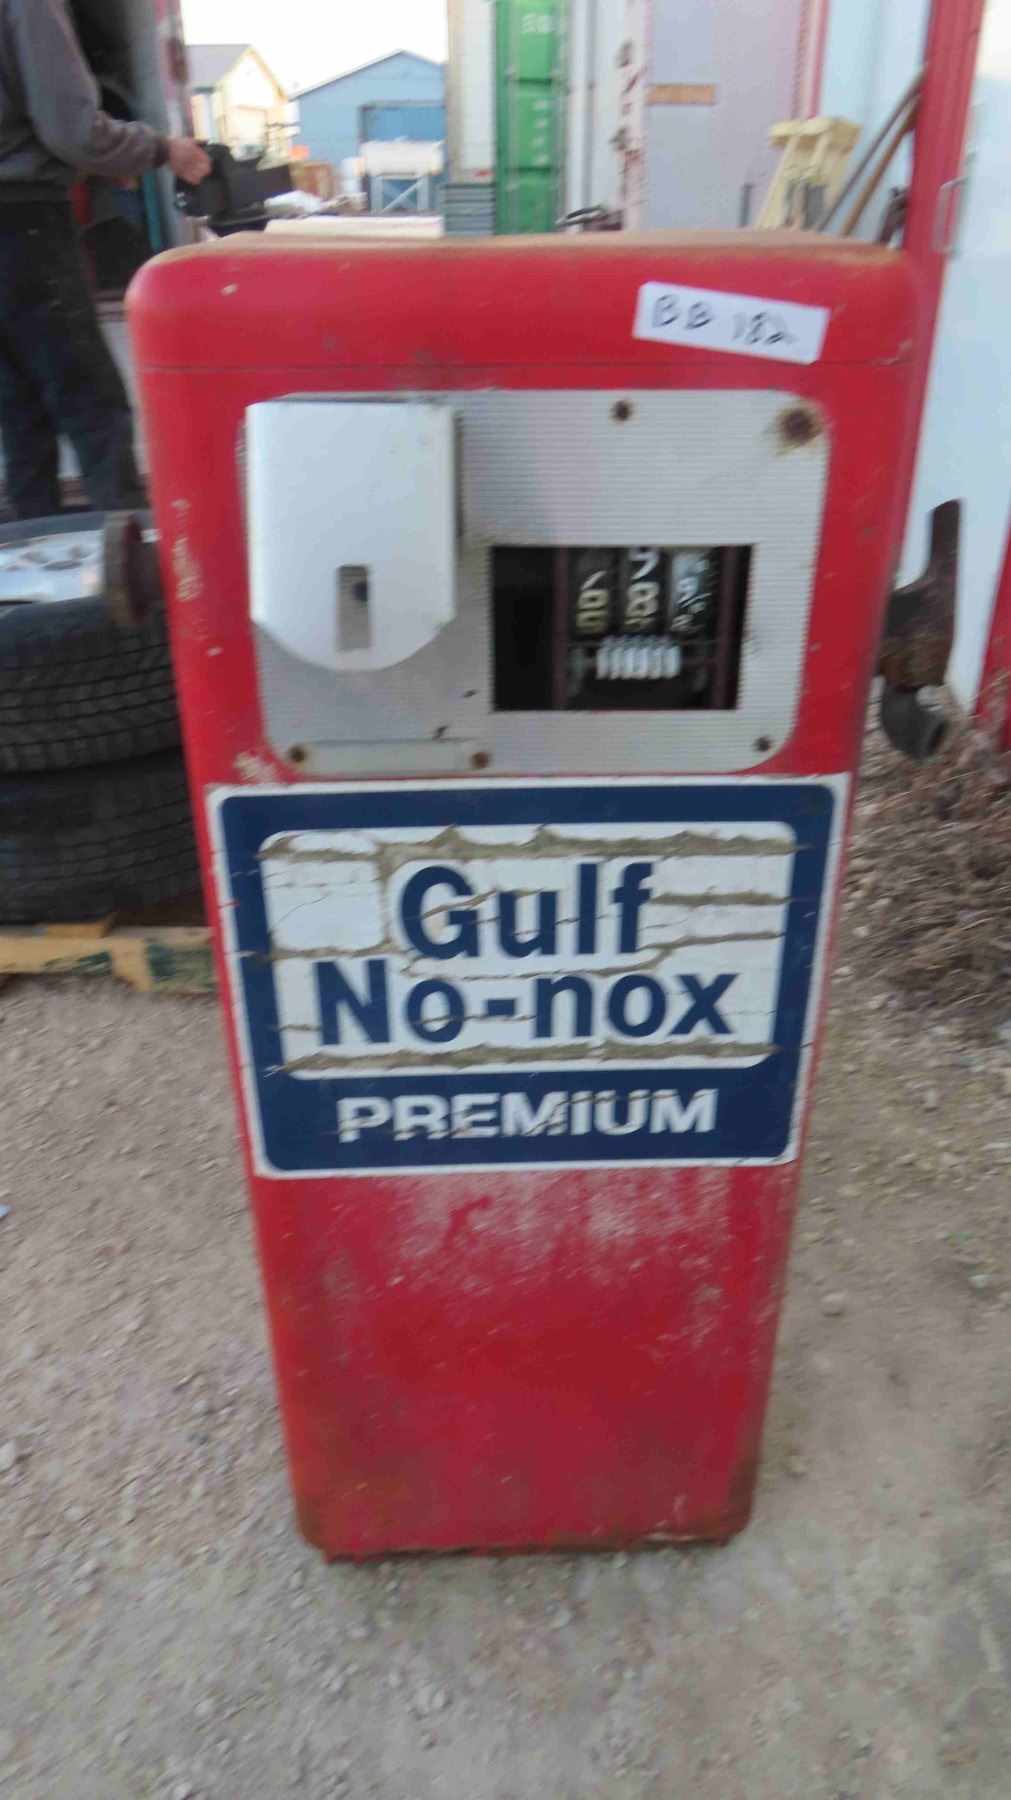 BB 182
Gulf
No-nox
PREMIUM